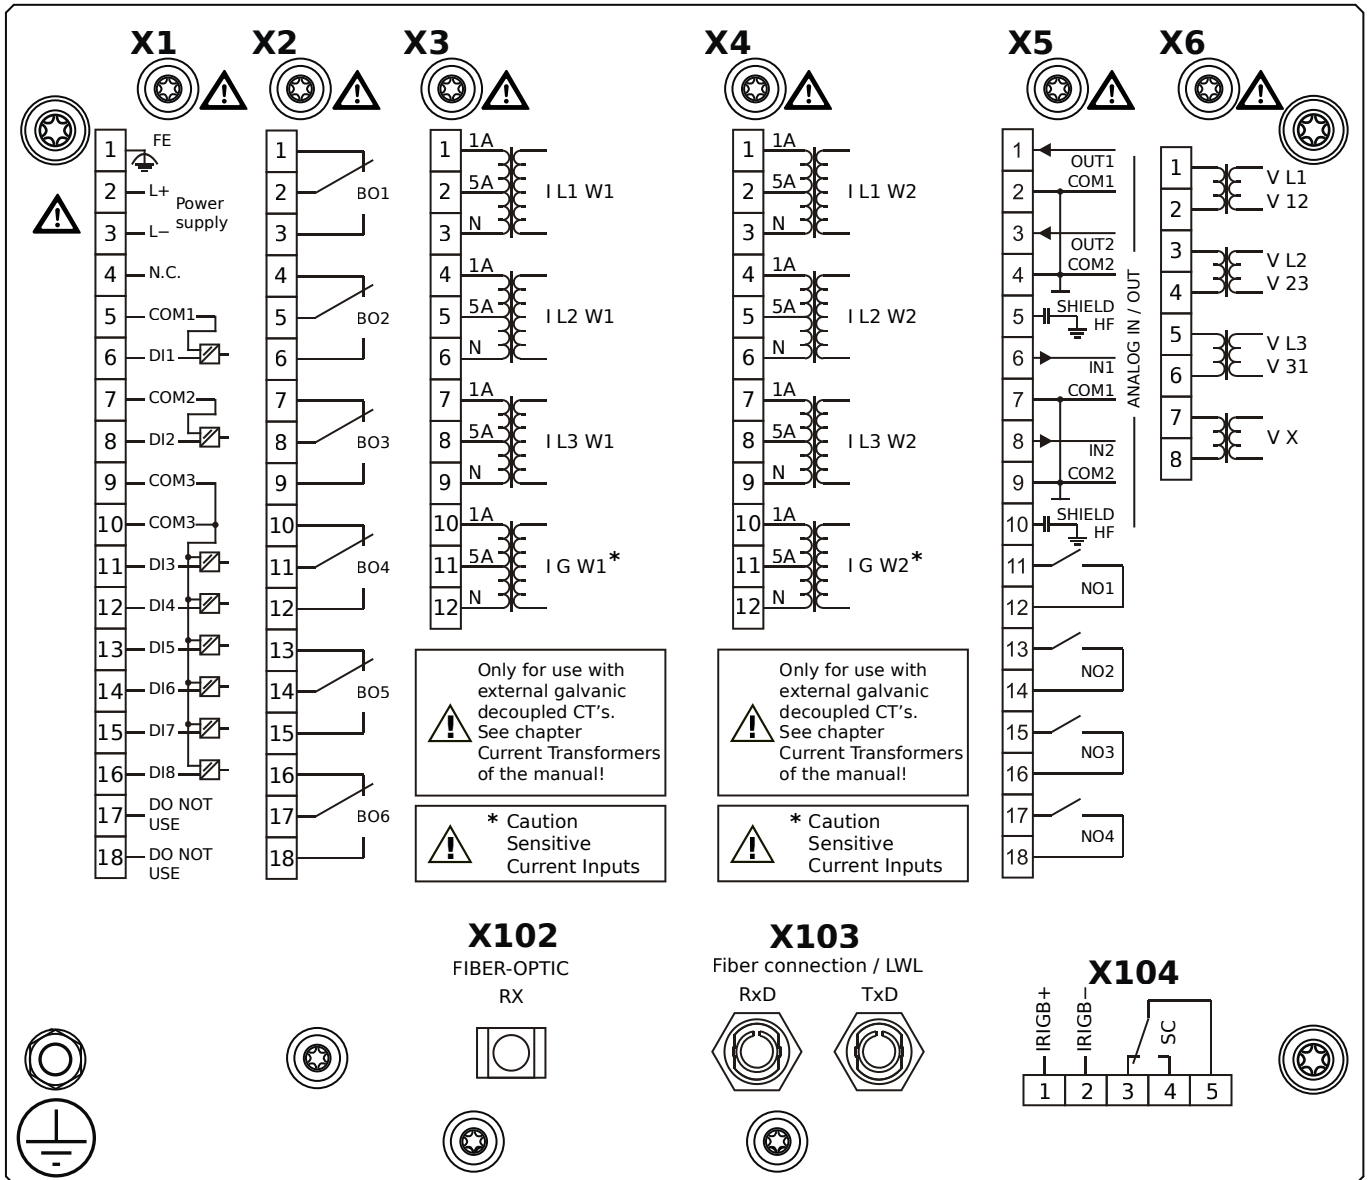 X1
X2
X3
X4
X5
X6
1 FE
2 L+
Power
supply
3 L−
4 N.C.
5 COM1
6 DI1
7 COM2
8 DI2
9 COM3
10 COM3
11 DI3
12 DI4
13 DI5
14 DI6
15 DI7
16 DI8
17 DO NOT
USE
18 DO NOT
USE
1
2 BO1
3
4
5 BO2
6
7
8 BO3
9
10
11 BO4
12
13
14 BO5
15
16
17 BO6
18
1 1A
2 5A I L1 W1
3 N
4 1A
5 5A I L2 W1
6 N
7 1A
8 5A I L3 W1
9 N
10 1A
11 5A I G W1*
12 N
Only for use with
external galvanic
decoupled CT's.
See chapter
Current Transformers
of the manual!
* Caution
Sensitive
Current Inputs
1 1A
2 5A I L1 W2
3 N
4 1A
5 5A I L2 W2
6 N
7 1A
8 5A I L3 W2
9 N
10 1A
11 5A I G W2*
12 N
Only for use with
external galvanic
decoupled CT's.
See chapter
Current Transformers
of the manual!
* Caution
Sensitive
Current Inputs
1 OUT1
2 COM1
3 OUT2
4 COM2
5 SHIELD
HF
6 IN1
7 COM1
8 IN2
9 COM2
10 SHIELD
HF
ANALOG IN / OUT
11
NO1
12
13
NO2
14
15
NO3
16
17
NO4
18
1 V L1
2 V 12
3 V L2
4 V 23
5 V L3
6 V 31
7
V X
8
X102
FIBER-OPTIC
RX
X103
Fiber connection / LWL
RxD TxD
X104
IRIGB+
IRIGB−
SC
1 2 3 4 5